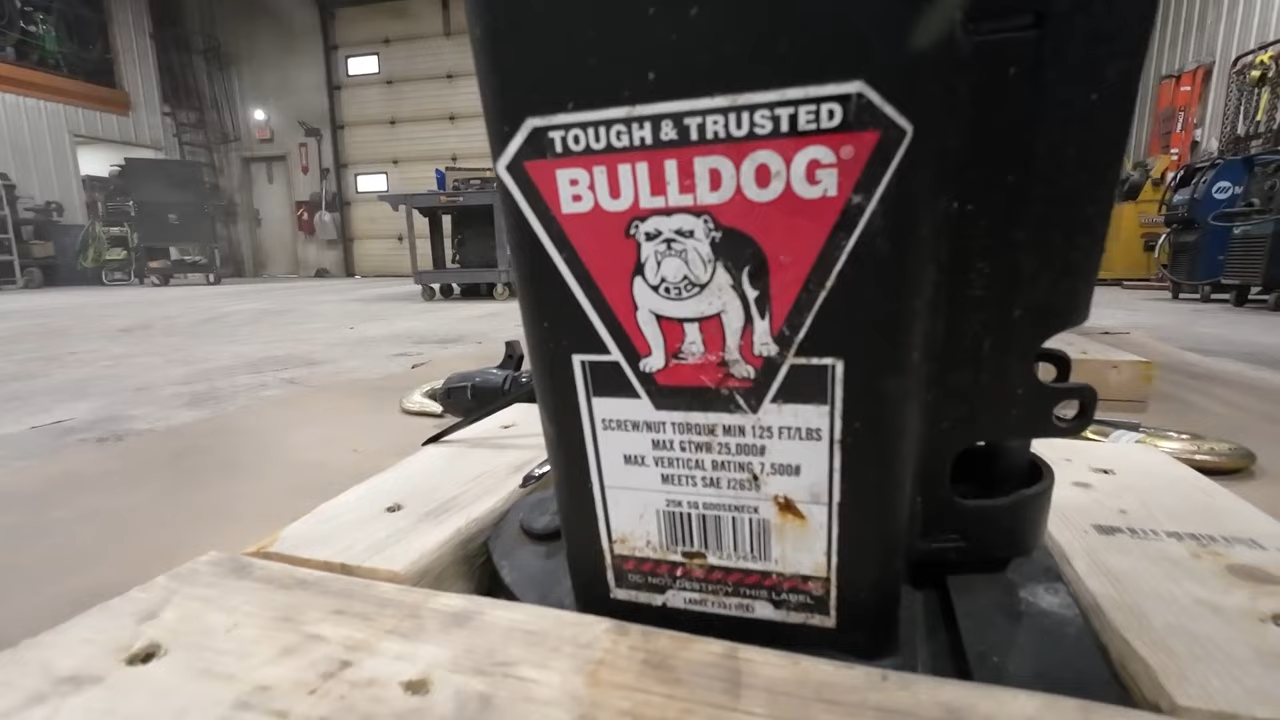 TOUGH & TRUSTED
BULLDOG®
SCREW/NUT TORQUE MIN 125 FT/LBS
MAX GTWR 25,000#
MAX. VERTICAL RATING 7,500#
MEETS SAE J2638
25K SQ GOOSENECK
DO NOT DESTROY THIS LABEL